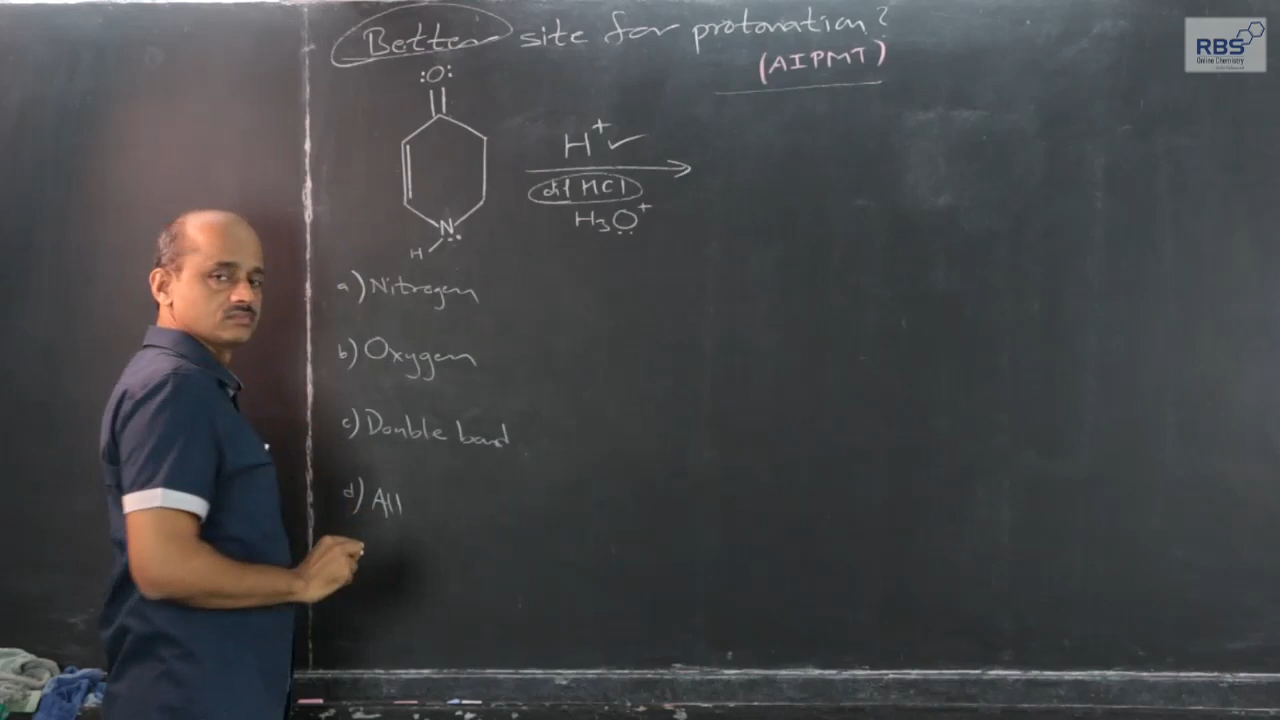 Better site for protonation?
(AIPMT)
:O:
H+ ✓
dil HCl
H3O+
N
H
a) Nitrogen
b) Oxygen
c) Double bond
d) All
RBS
Online Chemistry